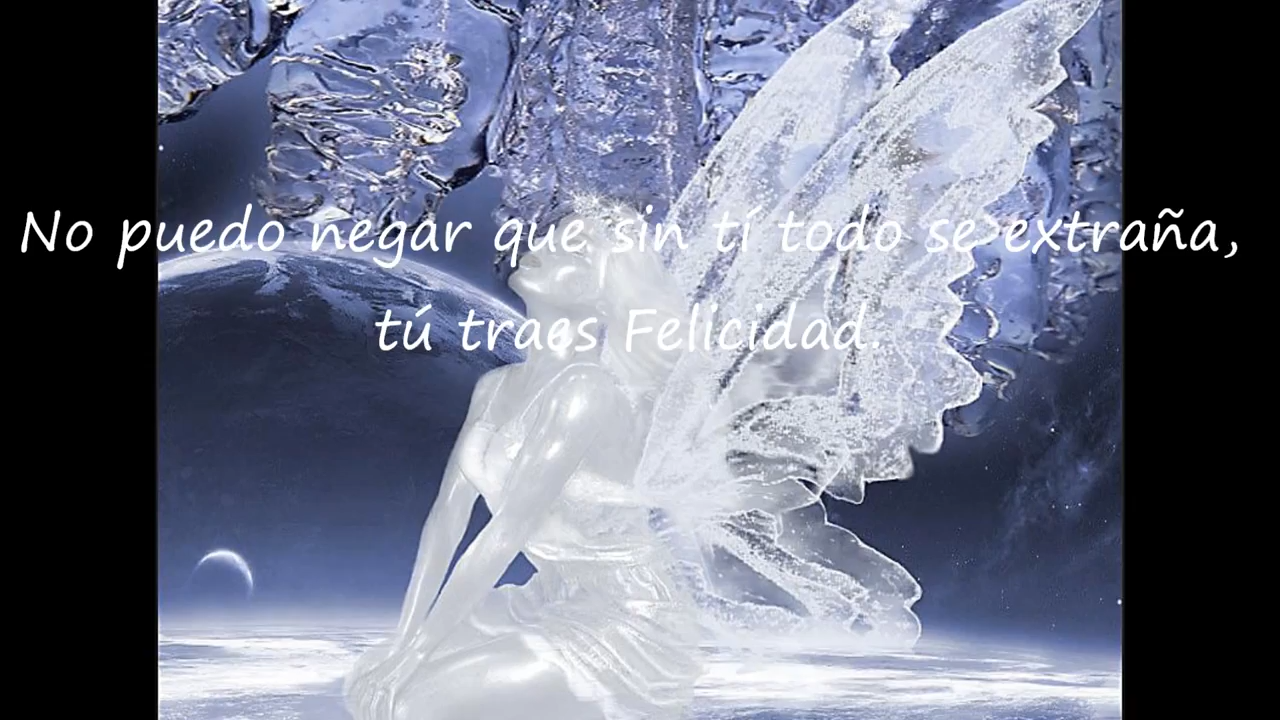 No puedo negar que sin tí todo se extraña,
tú traes Felicidad.